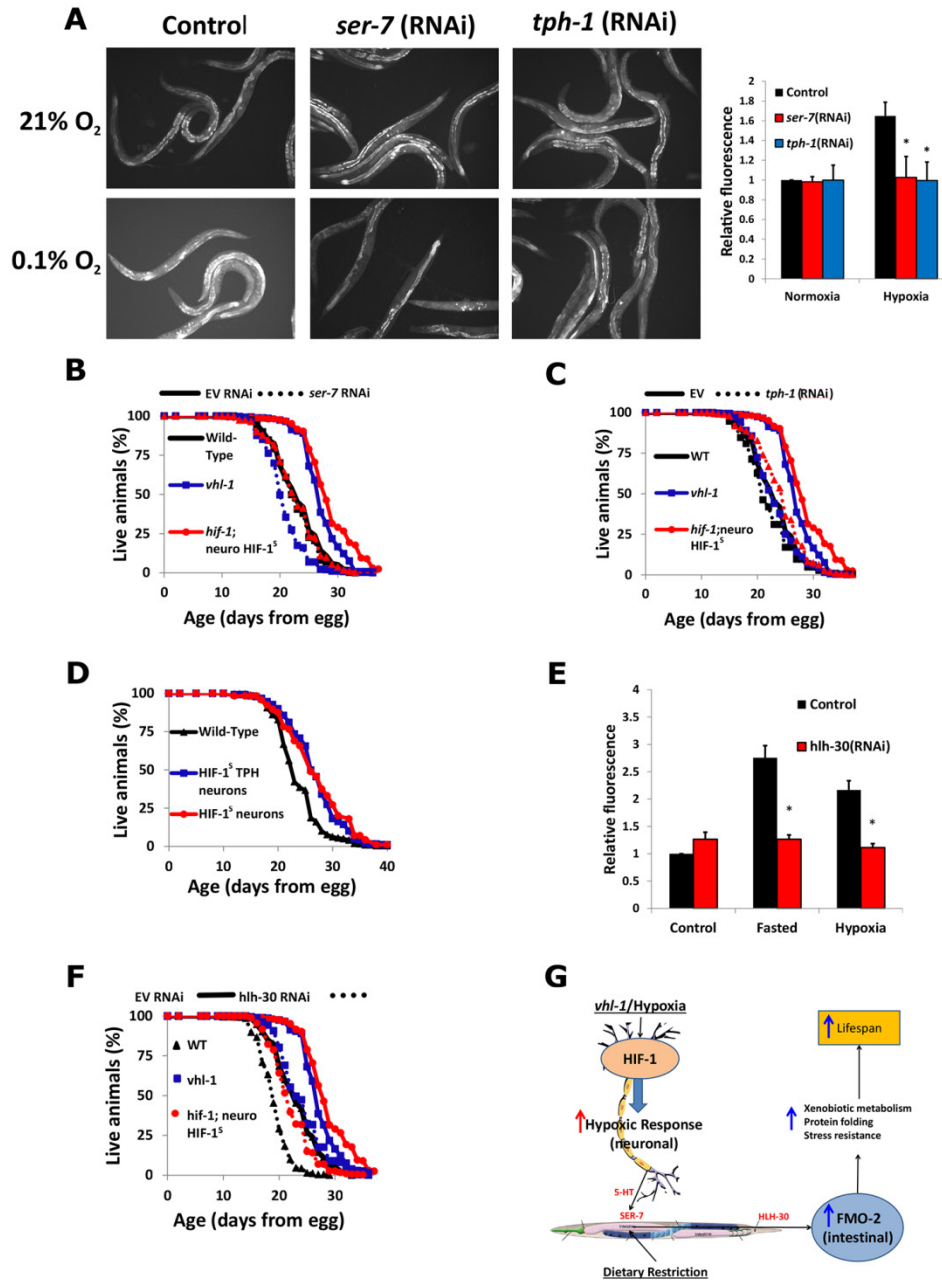 A
Control
ser-7 (RNAi)
tph-1 (RNAi)
21% O2
0.1% O2
Relative fluorescence
2
1.8
1.6
1.4
1.2
1
0.8
0.6
0.4
0.2
0
Control
ser-7(RNAi)
tph-1(RNAi)
* *
Normoxia Hypoxia
B
EV RNAi ser-7 RNAi
Live animals (%)
100
75
50
25
0
Wild-
Type
vhl-1
hif-1;
neuro HIF-1S
0 10 20 30
Age (days from egg)
C
EV tph-1 (RNAi)
Live animals (%)
100
75
50
25
0
WT
vhl-1
hif-1;neuro
HIF-1S
0 10 20 30
Age (days from egg)
D
Live animals (%)
100
75
50
25
0
Wild-Type
HIF-1S TPH
neurons
HIF-1S neurons
0 10 20 30 40
Age (days from egg)
E
Relative fluorescence
4
3.5
3
2.5
2
1.5
1
0.5
0
Control
hlh-30(RNAi)
* *
Control Fasted Hypoxia
F
EV RNAi hlh-30 RNAi
Live animals (%)
100
75
50
25
0
WT
vhl-1
hif-1; neuro
HIF-1S
0 10 20 30
Age (days from egg)
G
vhl-1/Hypoxia
HIF-1
Hypoxic Response
(neuronal)
5-HT
SER-7
HLH-30
Dietary Restriction
Lifespan
Xenobiotic metabolism
Protein folding
Stress resistance
FMO-2
(intestinal)